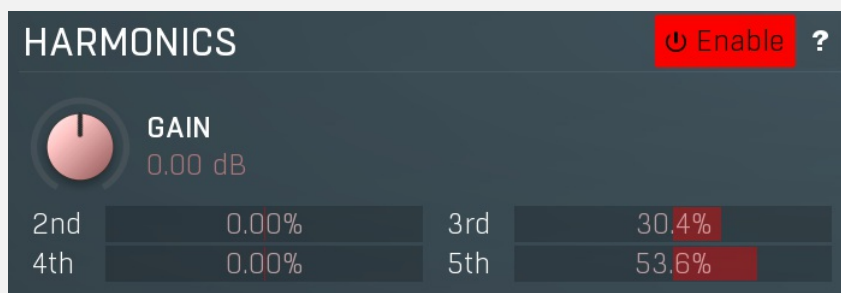 HARMONICS Enable ?
GAIN
0.00 dB
2nd 0.00% 3rd 30.4%
4th 0.00% 5th 53.6%